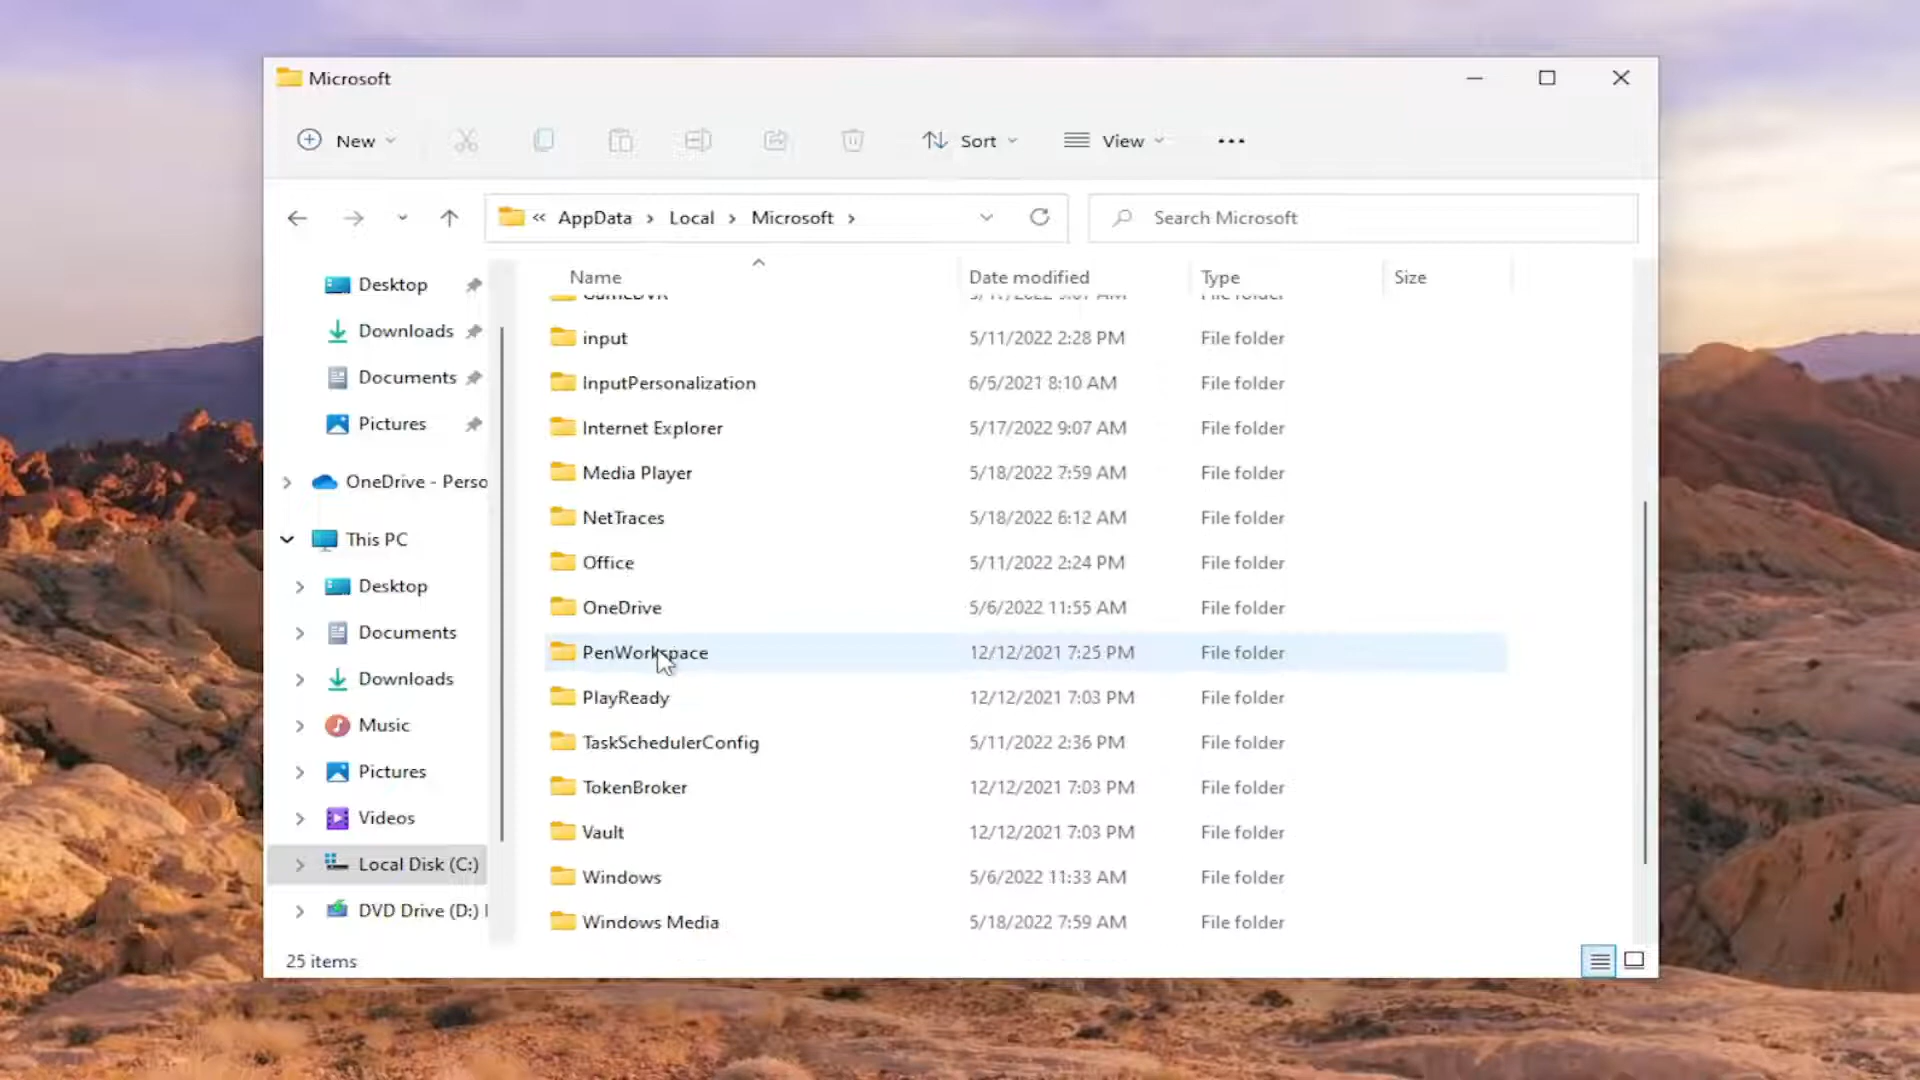 Microsoft
New
Sort
View
« AppData › Local › Microsoft ›
Search Microsoft
Name Date modified Type Size
Desktop
Downloads
Documents
Pictures
OneDrive - Perso
This PC
Desktop
Documents
Downloads
Music
Pictures
Videos
Local Disk (C:)
DVD Drive (D:)
input 5/11/2022 2:28 PM File folder
InputPersonalization 6/5/2021 8:10 AM File folder
Internet Explorer 5/17/2022 9:07 AM File folder
Media Player 5/18/2022 7:59 AM File folder
NetTraces 5/18/2022 6:12 AM File folder
Office 5/11/2022 2:24 PM File folder
OneDrive 5/6/2022 11:55 AM File folder
PenWorkspace 12/12/2021 7:25 PM File folder
PlayReady 12/12/2021 7:03 PM File folder
TaskSchedulerConfig 5/11/2022 2:36 PM File folder
TokenBroker 12/12/2021 7:03 PM File folder
Vault 12/12/2021 7:03 PM File folder
Windows 5/6/2022 11:33 AM File folder
Windows Media 5/18/2022 7:59 AM File folder
25 items